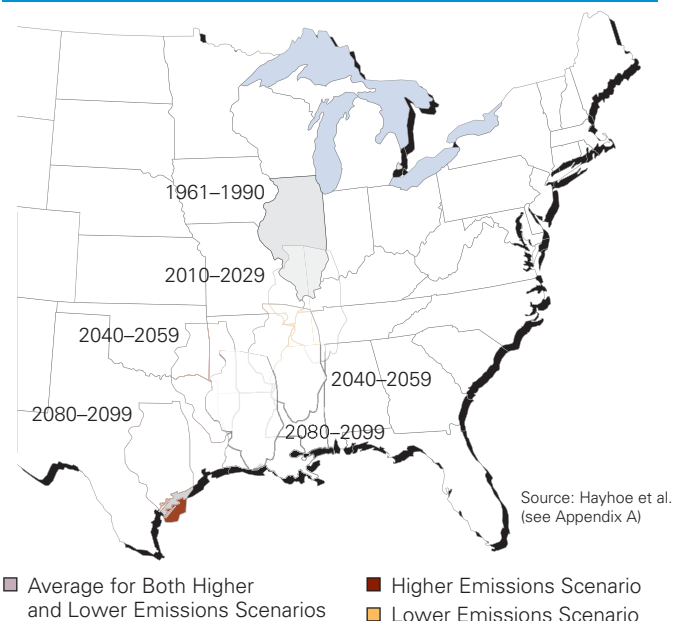 1961–1990
2010–2029
2040–2059
2040–2059
2080–2099
2080–2099
Source: Hayhoe et al.
(see Appendix A)
Average for Both Higher
and Lower Emissions Scenarios
Higher Emissions Scenario
Lower Emissions Scenario